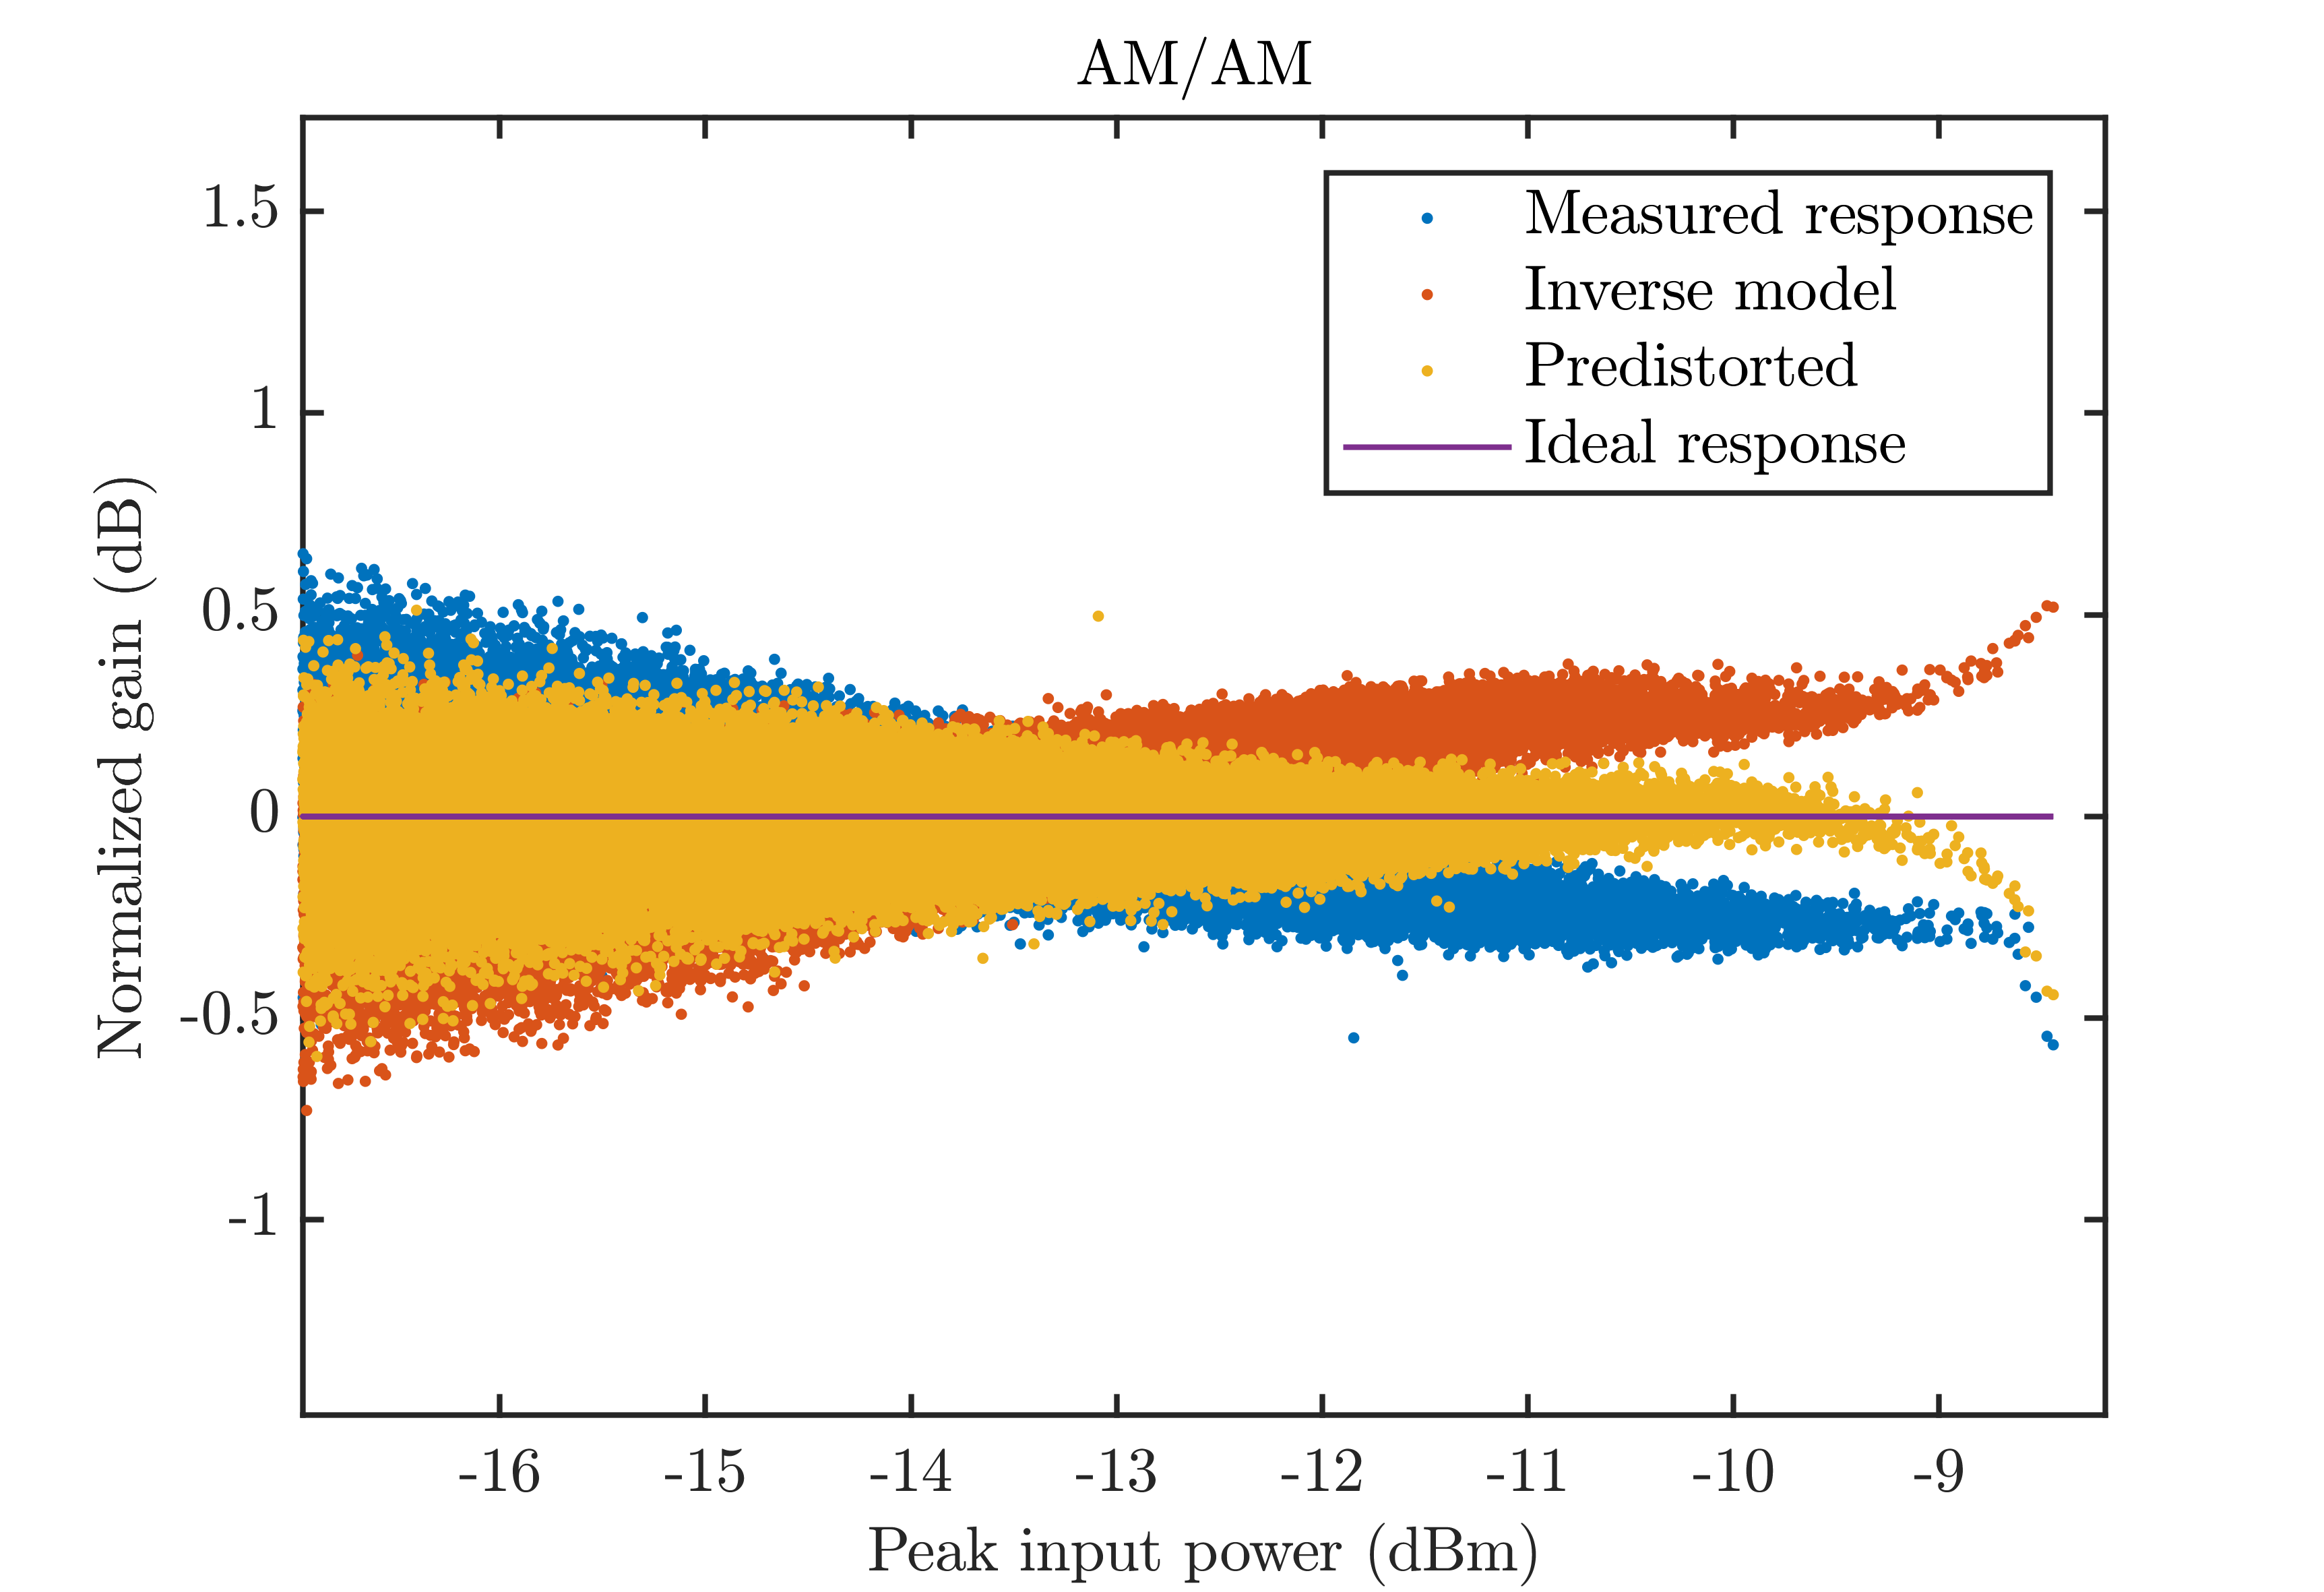 AM/AM
1.5
1
0.5
0
-0.5
-1
Normalized gain (dB)
Measured response
Inverse model
Predistorted
Ideal response
-16 -15 -14 -13 -12 -11 -10 -9
Peak input power (dBm)